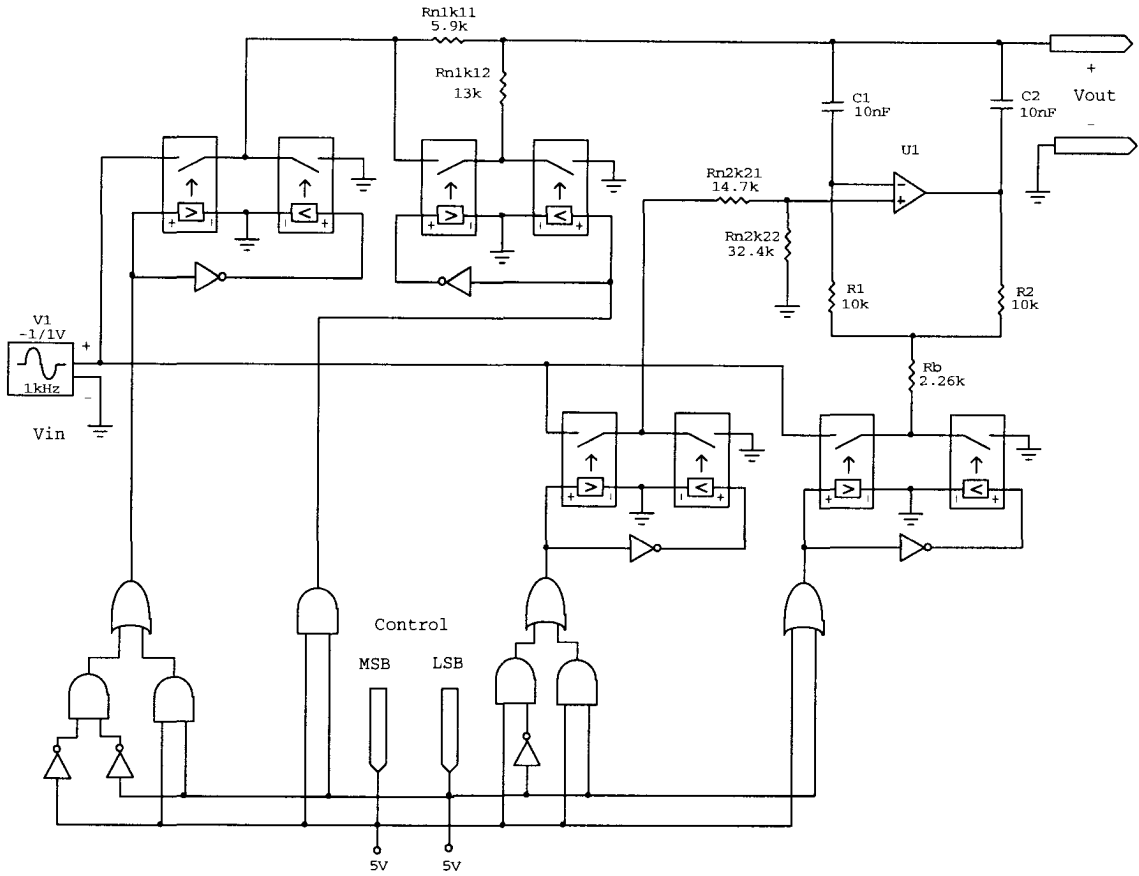 Rn1k11
5.9k
Rn1k12
13k
C1
10nF
C2
10nF
+
Vout
-
U1
-
+
Rn2k21
14.7k
Rn2k22
32.4k
R1
10k
R2
10k
Rb
2.26k
>
<
+
-
-
+
>
<
+
-
-
+
V1
-1/1V
+
1kHz
-
Vin
>
<
+
-
-
+
>
<
+
-
-
+
Control
MSB
LSB
5V
5V